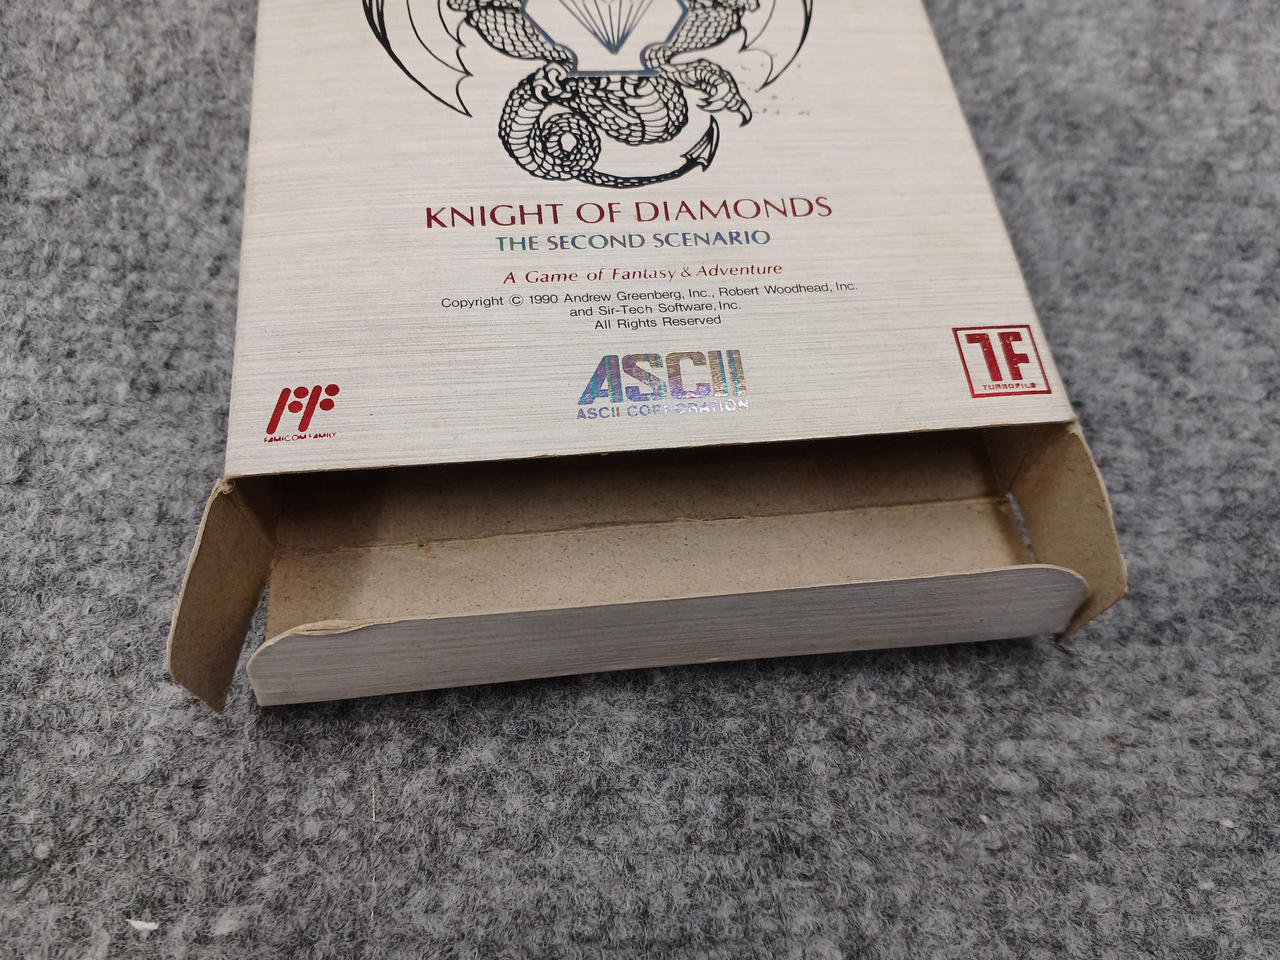 KNIGHT OF DIAMONDS
THE SECOND SCENARIO
A Game of Fantasy & Adventure
Copyright © 1990 Andrew Greenberg, Inc., Robert Woodhead, Inc.
and Sir-Tech Software, Inc.
All Rights Reserved
ASCII
ASCII CORPORATION
FF
FAMICOM FAMILY
TF
TURBOFILE